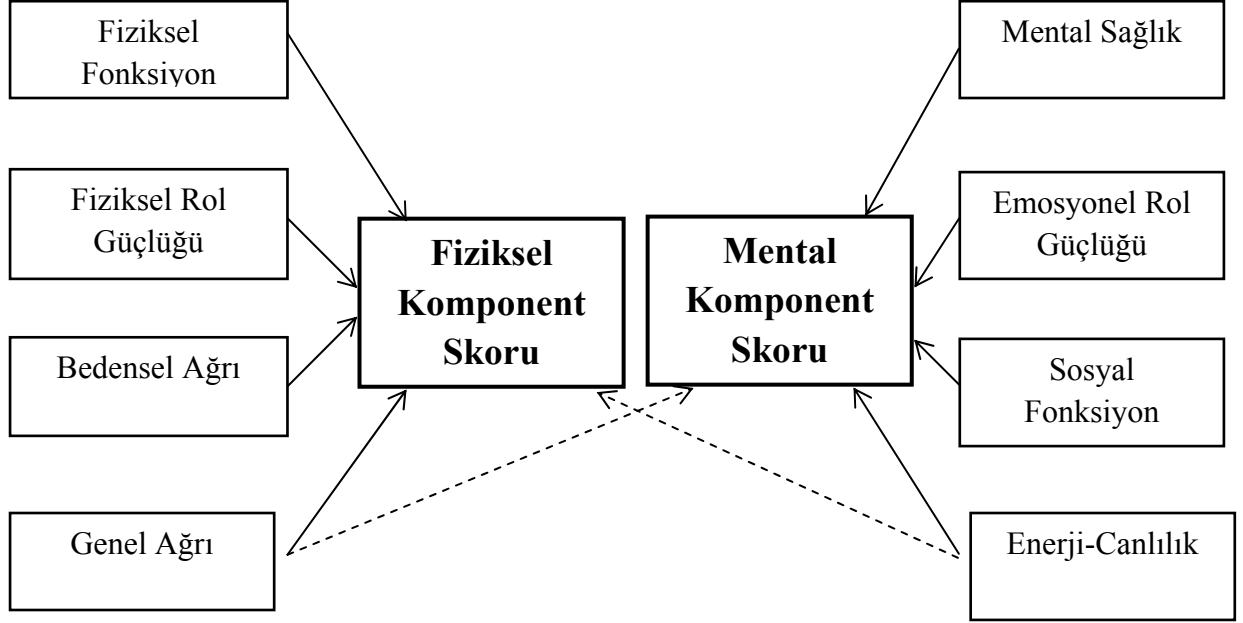 Fiziksel
Fonksiyon
Fiziksel Rol
Güçlüğü
Bedensel Ağrı
Genel Ağrı
Fiziksel
Komponent
Skoru
Mental
Komponent
Skoru
Mental Sağlık
Emosyonel Rol
Güçlüğü
Sosyal
Fonksiyon
Enerji-Canlılık